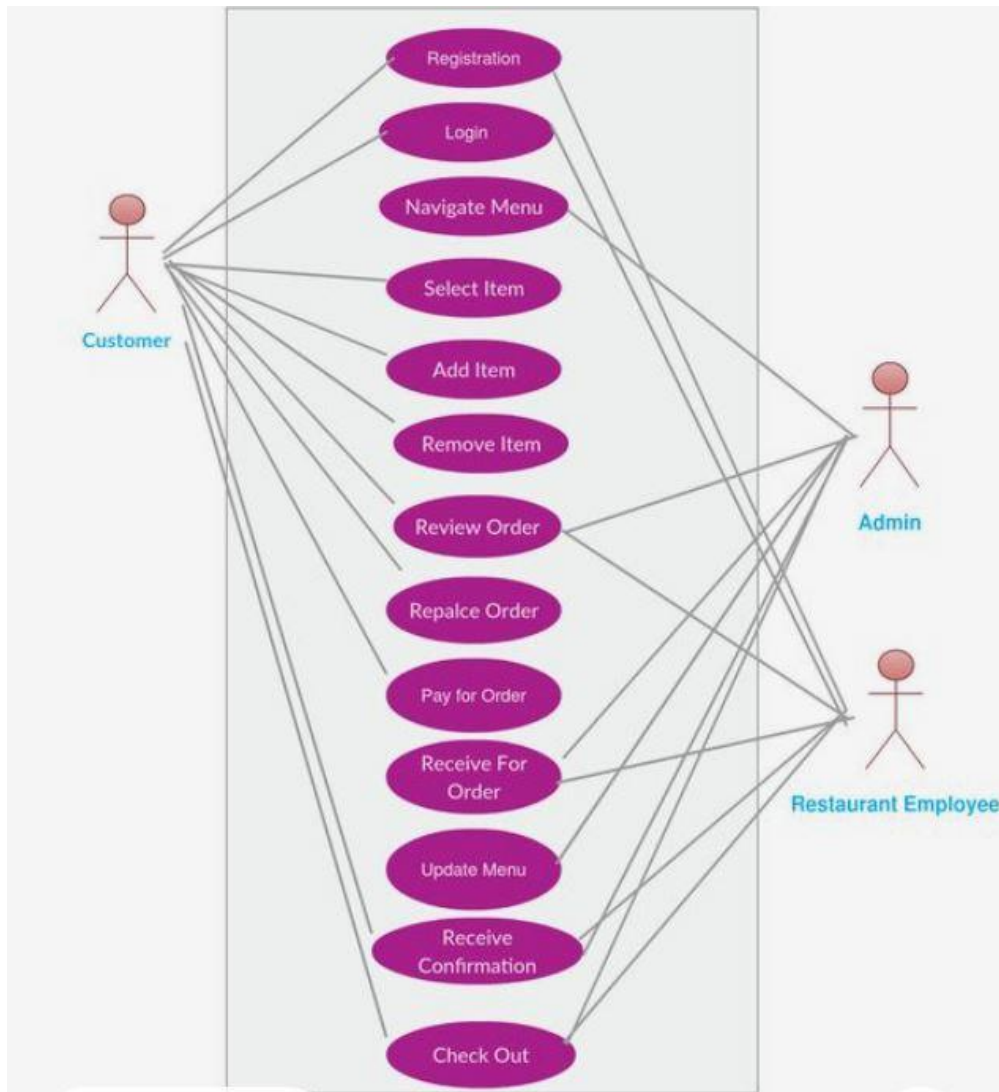 Registration
Login
Navigate Menu
Select Item
Customer
Add Item
Remove Item
Review Order
Admin
Repalce Order
Pay for Order
Receive For
Order
Restaurant Employee
Update Menu
Receive
Confirmation
Check Out